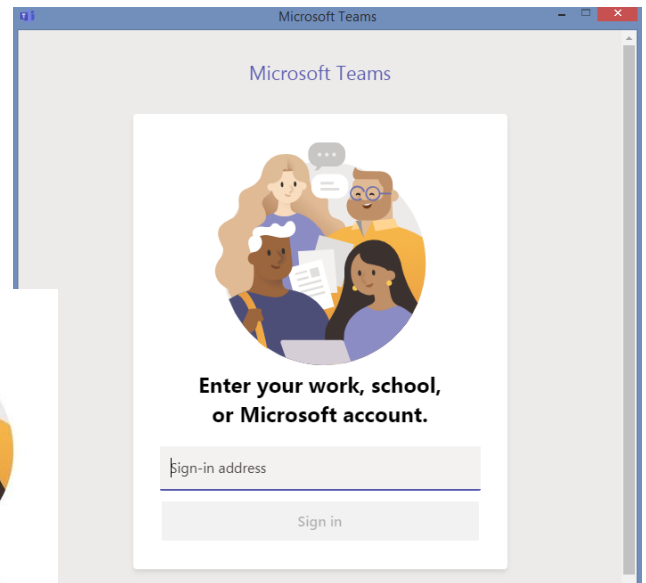 Microsoft Teams
Microsoft Teams
Enter your work, school,
or Microsoft account.
Sign-in address
Sign in